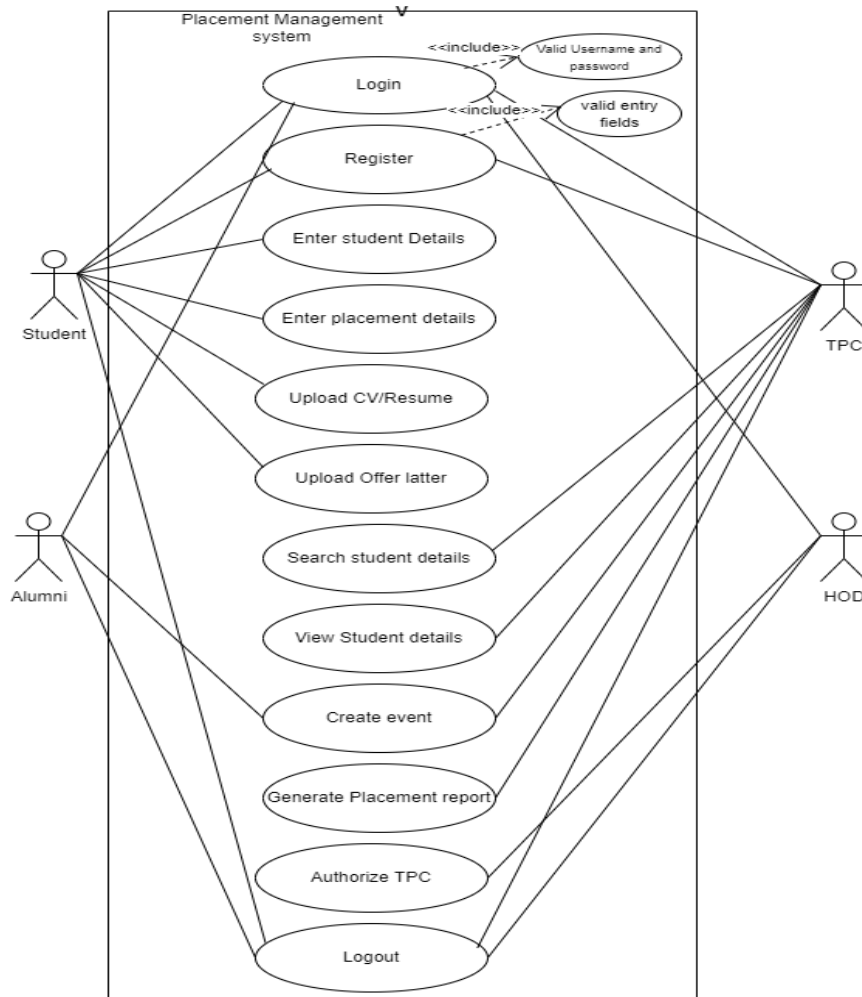 Placement Management
system
v
<<include>>
Valid Username and
password
Login
<<include>>
valid entry
fields
Register
Enter student Details
Enter placement details
Student
TPC
Upload CV/Resume
Upload Offer latter
Search student details
Alumni
HOD
View Student details
Create event
Generate Placement report
Authorize TPC
Logout